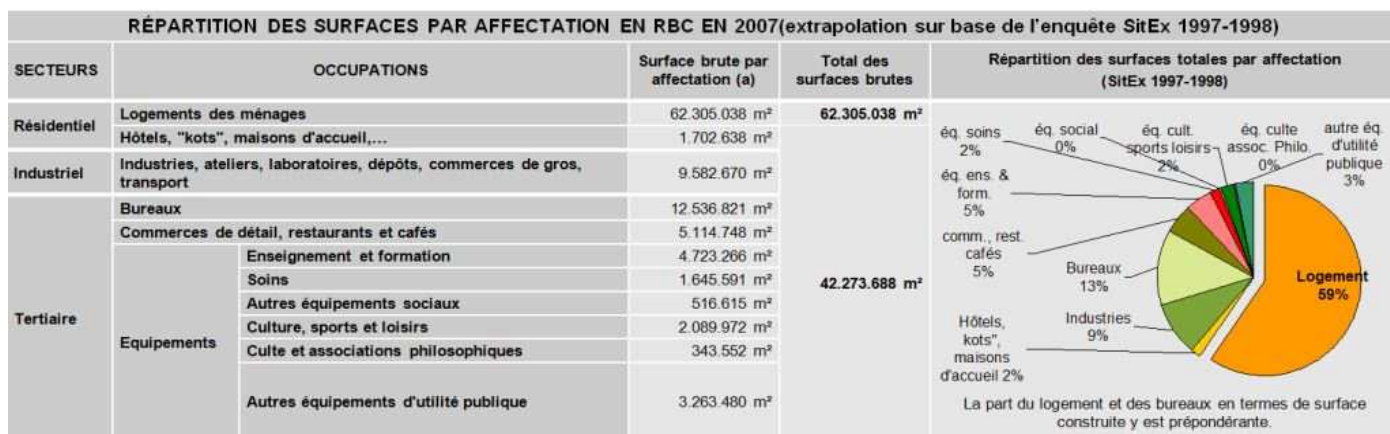 RÉPARTITION DES SURFACES PAR AFFECTATION EN RBC EN 2007(extrapolation sur base de l'enquête SitEx 1997-1998)
SECTEURS
OCCUPATIONS
Surface brute par
affectation (a)
Total des
surfaces brutes
Répartition des surfaces totales par affectation
(SitEx 1997-1998)
Résidentiel
Logements des ménages
62.305.038 m²
62.305.038 m²
Hôtels, "kots", maisons d'accueil,...
1.702.638 m²
42.273.688 m²
Industriel
Industries, ateliers, laboratoires, dépôts, commerces de gros,
transport
9.582.670 m²
Tertiaire
Bureaux
12.536.821 m²
Commerces de détail, restaurants et cafés
5.114.748 m²
Equipements
Enseignement et formation
4.723.266 m²
Soins
1.645.591 m²
Autres équipements sociaux
516.615 m²
Culture, sports et loisirs
2.089.972 m²
Culte et associations philosophiques
343.552 m²
Autres équipements d'utilité publique
3.263.480 m²
éq. soins
2%
éq. social
0%
éq. cult.
sports loisirs
2%
éq. culte
assoc. Philo.
0%
autre éq.
d'utilité
publique
3%
éq. ens. &
form.
5%
comm., rest.
cafés
5%
Bureaux
13%
Industries
9%
Hôtels,
kots",
maisons
d'accueil 2%
Logement
59%
La part du logement et des bureaux en termes de surface
construite y est prépondérante.